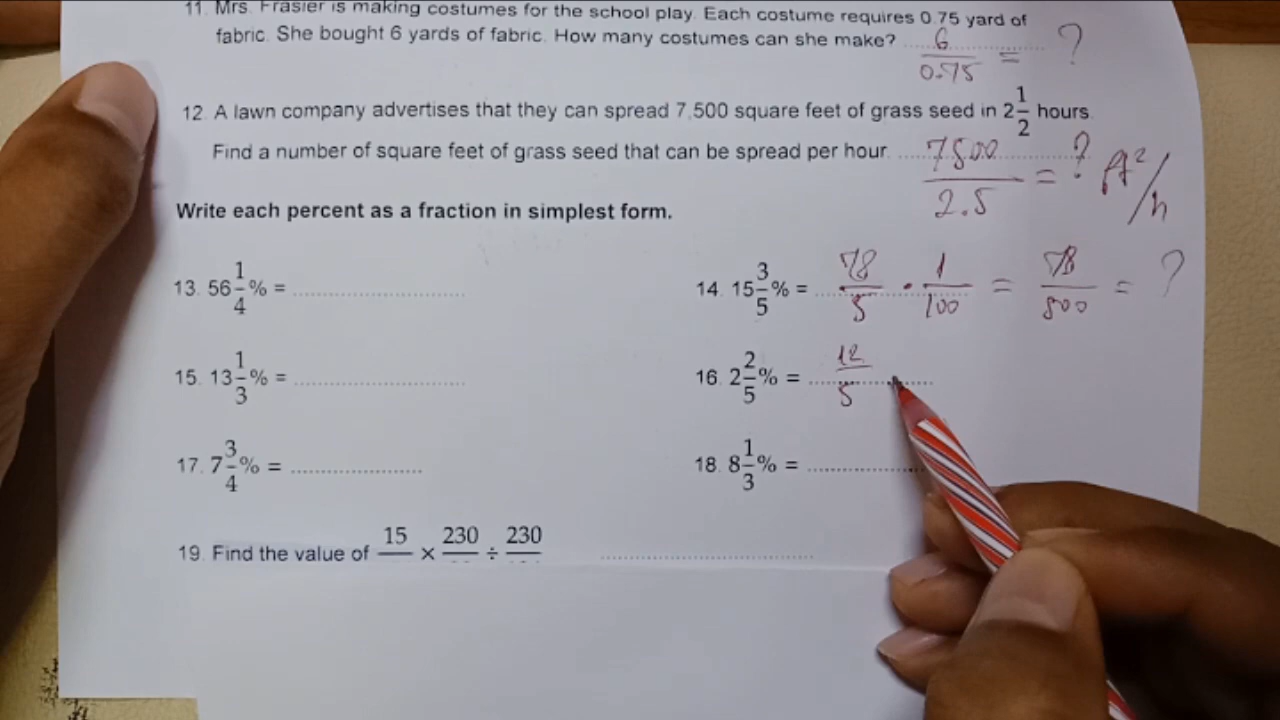 11. Mrs. Frasier is making costumes for the school play. Each costume requires 0.75 yard of
fabric. She bought 6 yards of fabric. How many costumes can she make? ........ 6/0.75 = ?
12. A lawn company advertises that they can spread 7,500 square feet of grass seed in 2 1/2 hours.
Find a number of square feet of grass seed that can be spread per hour. ........ 7500/2.5 = ? ft²/h
Write each percent as a fraction in simplest form.
13. 56 1/4 % = ........
14. 15 3/5 % = 78/5 · 1/100 = 78/500 = ?
15. 13 1/3 % = ........
16. 2 2/5 % = 12/5 ........
17. 7 3/4 % = ........
18. 8 1/3 % = ........
19. Find the value of 15 × 230 ÷ 230 ........